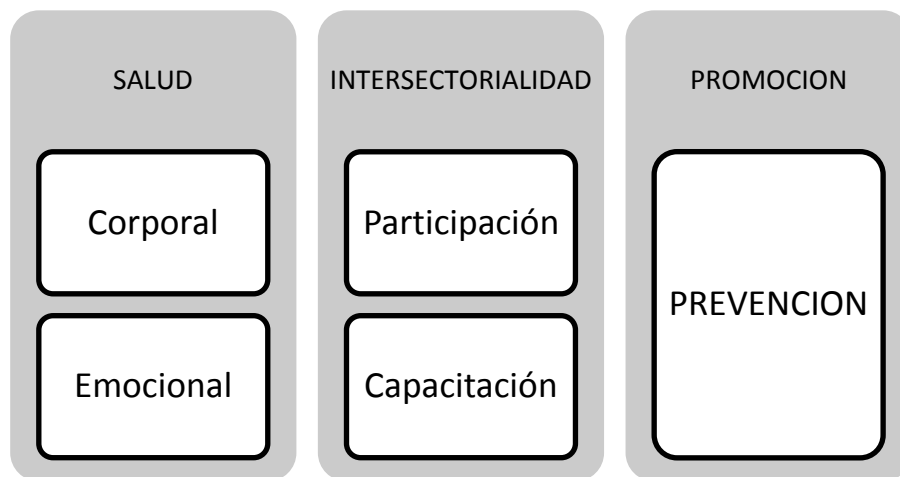 SALUD
Corporal
Emocional
INTERSECTORIALIDAD
Participación
Capacitación
PROMOCION
PREVENCION